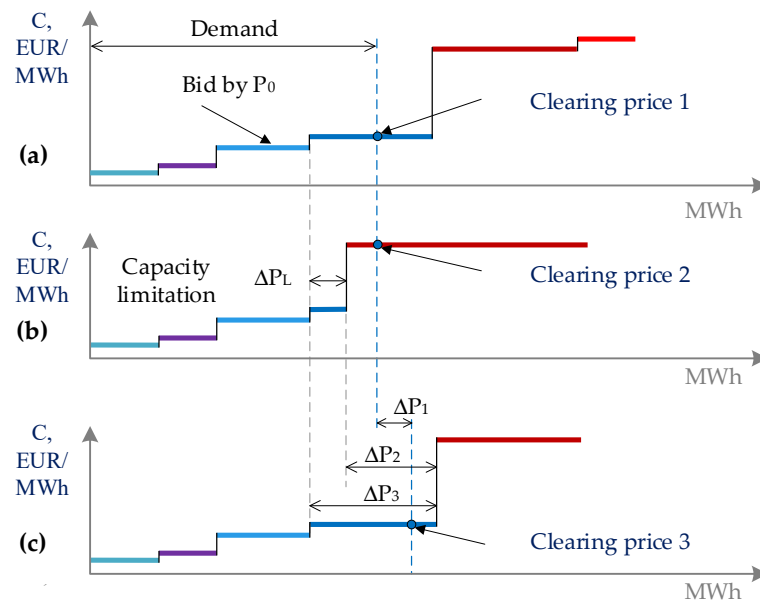 C,
EUR/
MWh
Demand
Bid by P0
Clearing price 1
(a)
MWh
C,
EUR/
MWh
Capacity
limitation
ΔPL
Clearing price 2
(b)
MWh
C,
EUR/
MWh
ΔP1
ΔP2
ΔP3
Clearing price 3
(c)
MWh